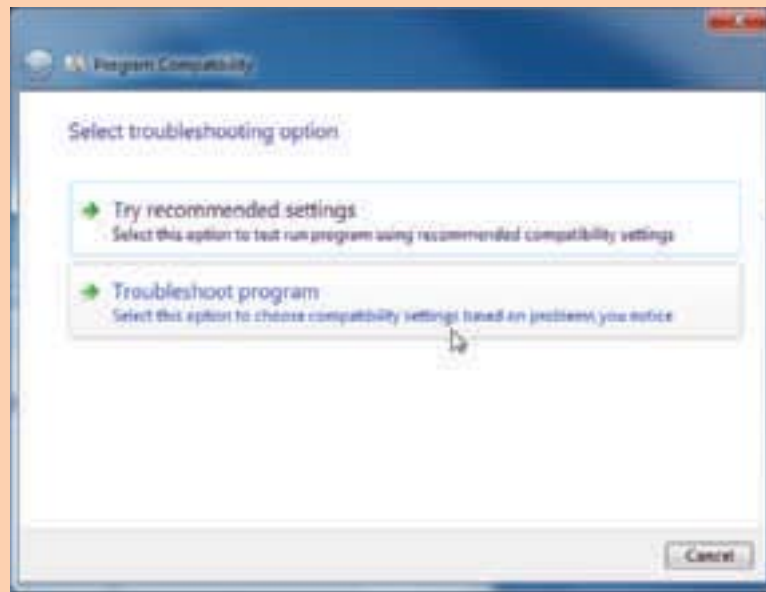 Program Compatibility
Select troubleshooting option
Try recommended settings
Select this option to test run program using recommended compatibility settings
Troubleshoot program
Select this option to choose compatibility settings based on problems you notice
Cancel